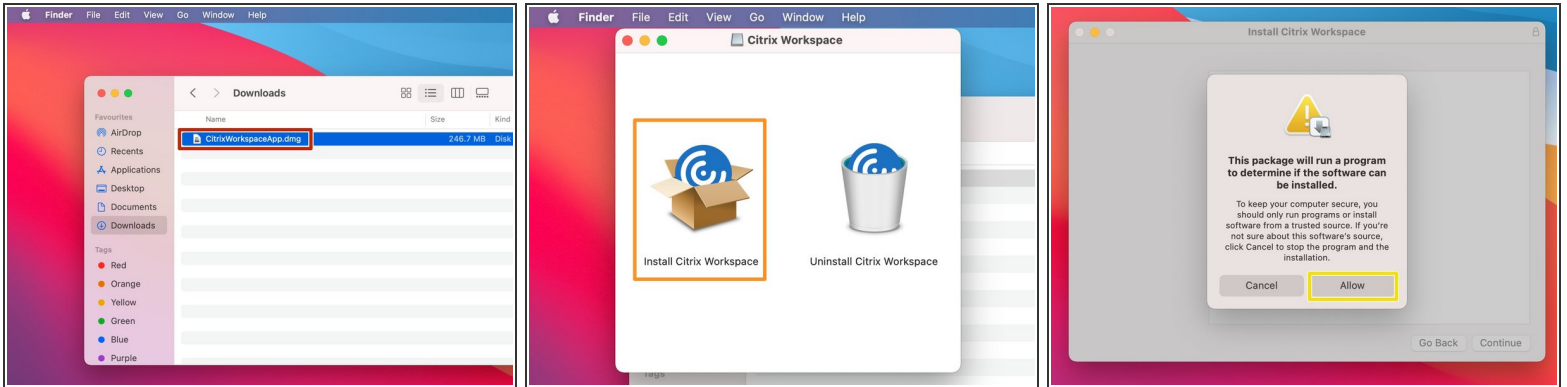 Finder File Edit View Go Window Help
Downloads
Favourites
Name Size Kind
AirDrop
CitrixWorkspaceApp.dmg 246.7 MB Disk
Recents
Applications
Desktop
Documents
Downloads
Tags
Red
Orange
Yellow
Green
Blue
Purple
Finder File Edit View Go Window Help
Citrix Workspace
Install Citrix Workspace Uninstall Citrix Workspace
Tags
Install Citrix Workspace
This package will run a program
to determine if the software can
be installed.
To keep your computer secure, you
should only run programs or install
software from a trusted source. If you're
not sure about this software's source,
click Cancel to stop the program and the
installation.
Cancel Allow
Go Back Continue